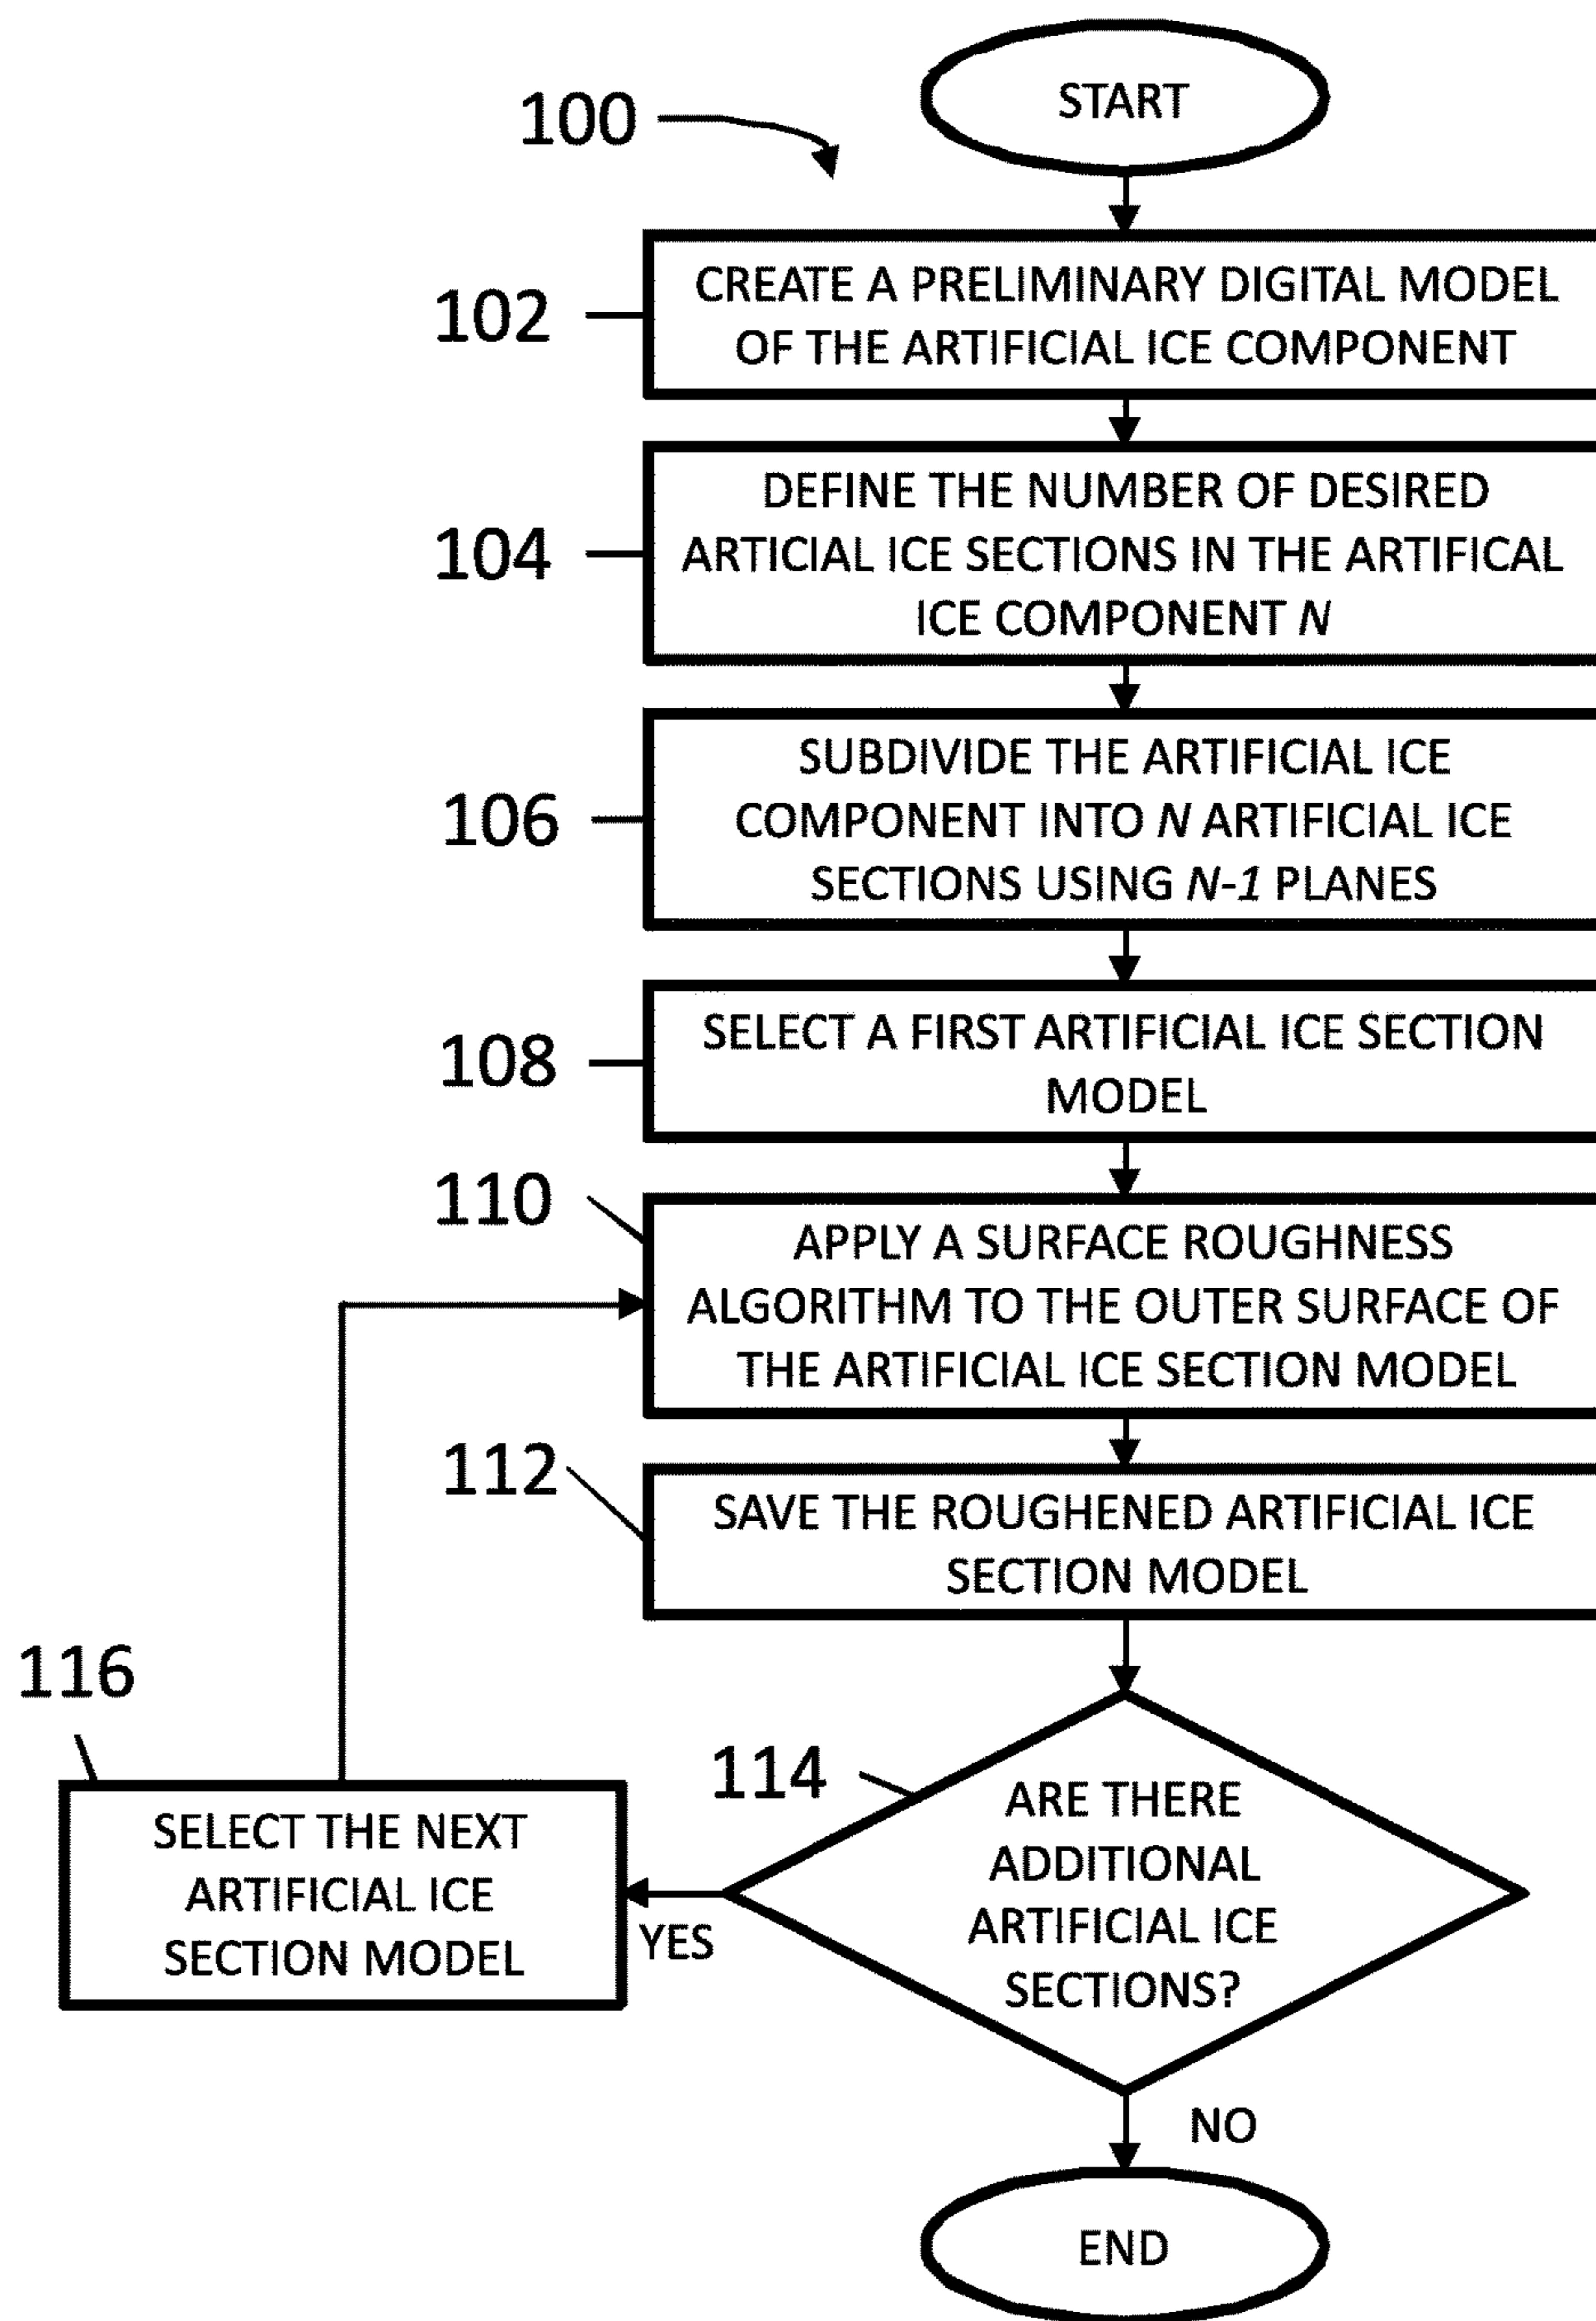 START
100
102
CREATE A PRELIMINARY DIGITAL MODEL
OF THE ARTIFICIAL ICE COMPONENT
104
DEFINE THE NUMBER OF DESIRED
ARTICIAL ICE SECTIONS IN THE ARTIFICAL
ICE COMPONENT N
106
SUBDIVIDE THE ARTIFICIAL ICE
COMPONENT INTO N ARTIFICIAL ICE
SECTIONS USING N-1 PLANES
108
SELECT A FIRST ARTIFICIAL ICE SECTION
MODEL
110
APPLY A SURFACE ROUGHNESS
ALGORITHM TO THE OUTER SURFACE OF
THE ARTIFICIAL ICE SECTION MODEL
112
SAVE THE ROUGHENED ARTIFICIAL ICE
SECTION MODEL
114
ARE THERE
ADDITIONAL
ARTIFICIAL ICE
SECTIONS?
YES
116
SELECT THE NEXT
ARTIFICIAL ICE
SECTION MODEL
NO
END